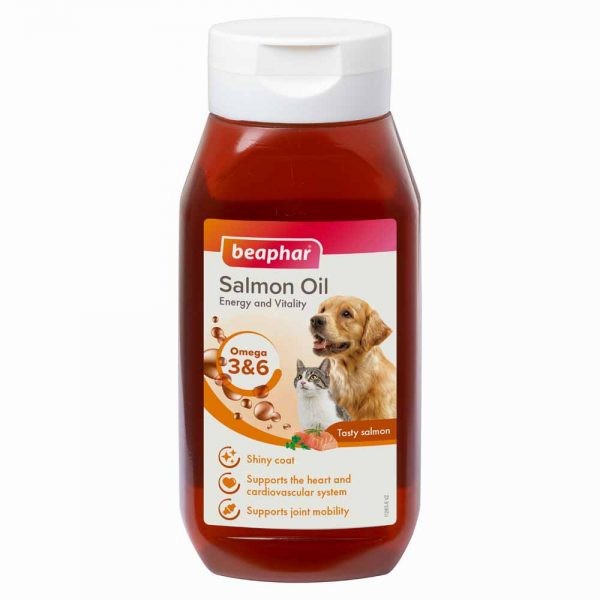 beaphar
Salmon Oil
Energy and Vitality
Omega
3&6
Tasty salmon
Shiny coat
Supports the heart and
cardiovascular system
Supports joint mobility